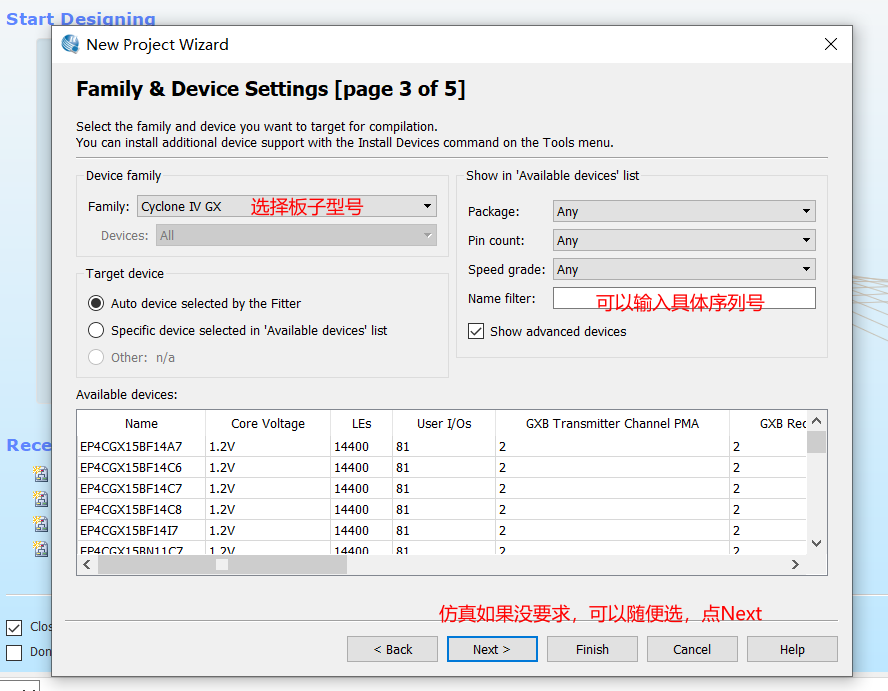 Start Designing
New Project Wizard
Family & Device Settings [page 3 of 5]
Select the family and device you want to target for compilation.
You can install additional device support with the Install Devices command on the Tools menu.
Device family
Family: Cyclone IV GX 选择板子型号
Devices: All
Target device
Auto device selected by the Fitter
Specific device selected in 'Available devices' list
Other: n/a
Show in 'Available devices' list
Package: Any
Pin count: Any
Speed grade: Any
Name filter: 可以输入具体序列号
Show advanced devices
Available devices:
Name Core Voltage LEs User I/Os GXB Transmitter Channel PMA GXB Rec
EP4CGX15BF14A7 1.2V 14400 81 2 2
EP4CGX15BF14C6 1.2V 14400 81 2 2
EP4CGX15BF14C7 1.2V 14400 81 2 2
EP4CGX15BF14C8 1.2V 14400 81 2 2
EP4CGX15BF14I7 1.2V 14400 81 2 2
EP4CGX15BN11C7 1.2V 14400 81 2 2
Rece
仿真如果没要求，可以随便选，点Next
Clos
Don
< Back Next > Finish Cancel Help